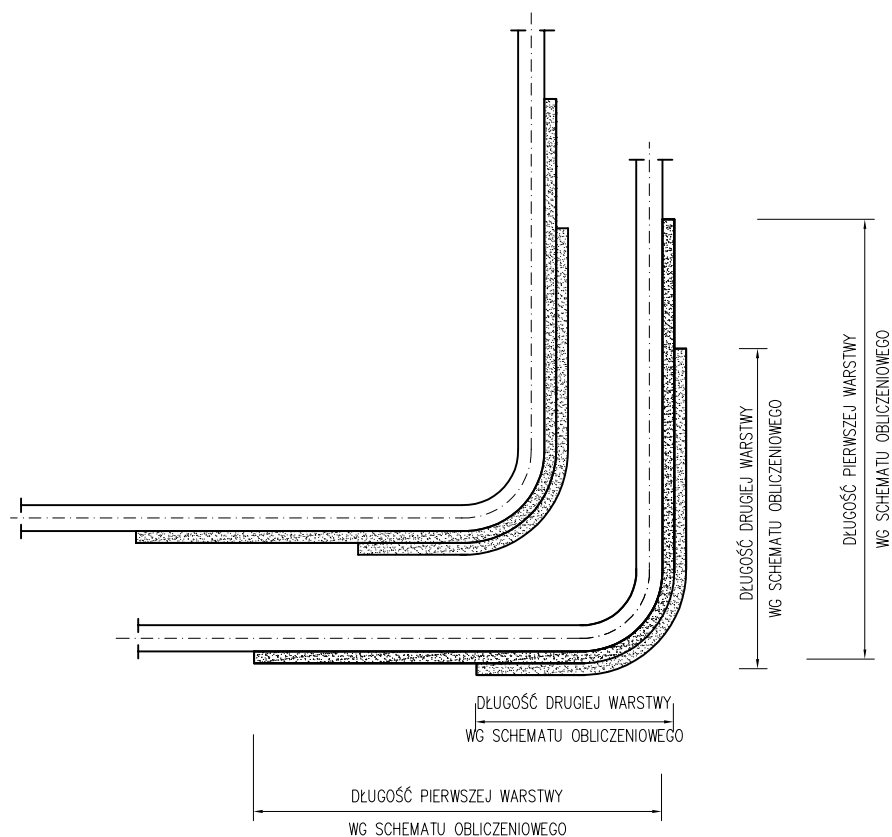 DŁUGOŚĆ PIERWSZEJ WARSTWY
WG SCHEMATU OBLICZENIOWEGO
DŁUGOŚĆ DRUGIEJ WARSTWY
WG SCHEMATU OBLICZENIOWEGO
DŁUGOŚĆ DRUGIEJ WARSTWY
WG SCHEMATU OBLICZENIOWEGO
DŁUGOŚĆ PIERWSZEJ WARSTWY
WG SCHEMATU OBLICZENIOWEGO